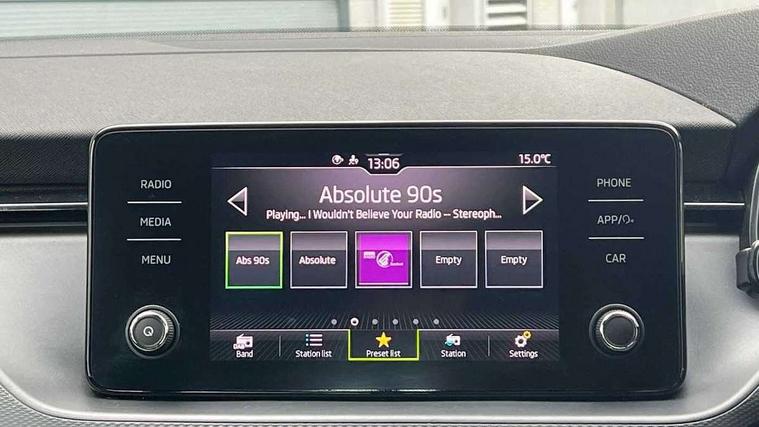 13:06
15.0°C
RADIO
MEDIA
MENU
PHONE
APP/
CAR
Absolute 90s
Playing... I Wouldn't Believe Your Radio – Stereoph...
Abs 90s
Absolute
Empty
Empty
Band
Station list
Preset list
Station
Settings